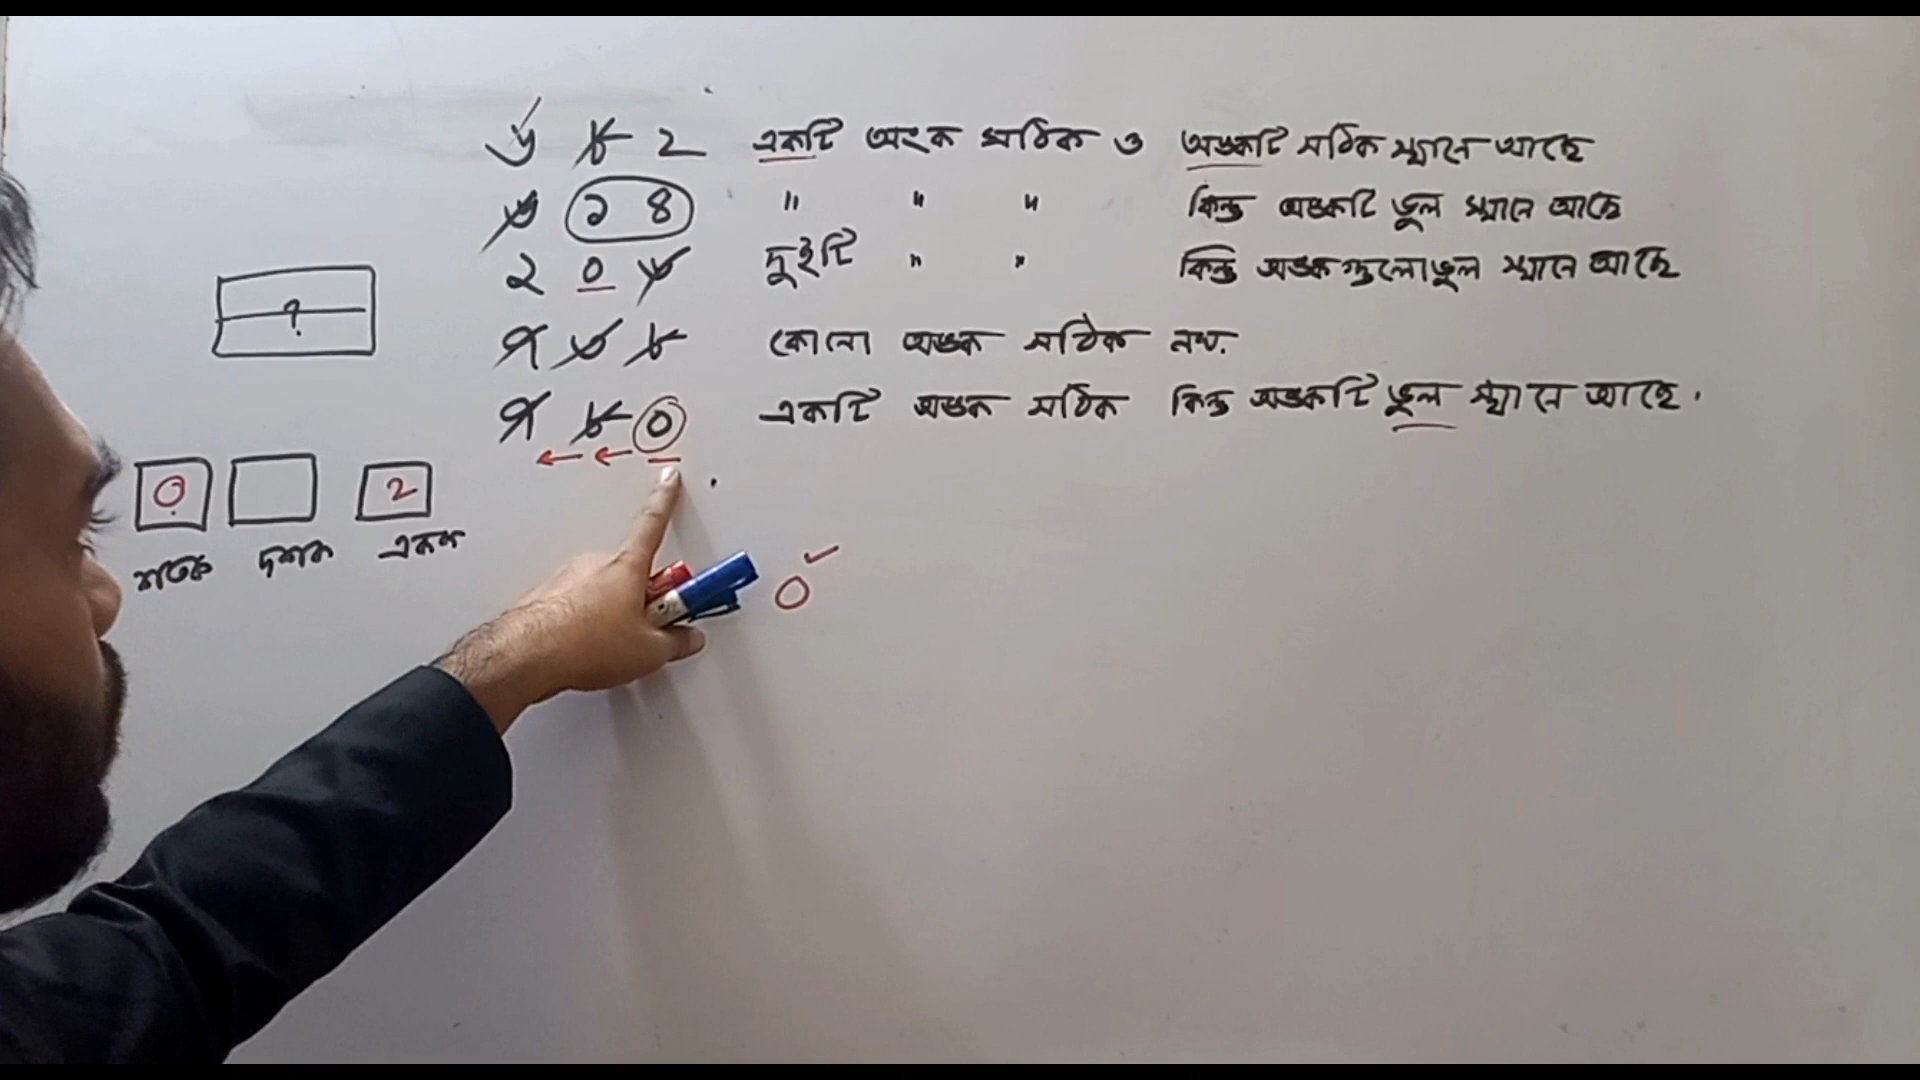 ৬ ৮ ২ একটি অংক সঠিক ও অঙ্কটি সঠিক স্থানে আছে
৬ ১ ৪ " " " কিন্তু অঙ্কটি ভুল স্থানে আছে
২ ০ ৬ দুইটি " " কিন্তু অঙ্কগুলো ভুল স্থানে আছে
?
৭ ৩ ৮ কোনো অঙ্ক সঠিক নয়.
৭ ৮ ০ একটি অঙ্ক সঠিক কিন্তু অঙ্কটি ভুল স্থানে আছে.
০ ২
শতক দশক একক
০